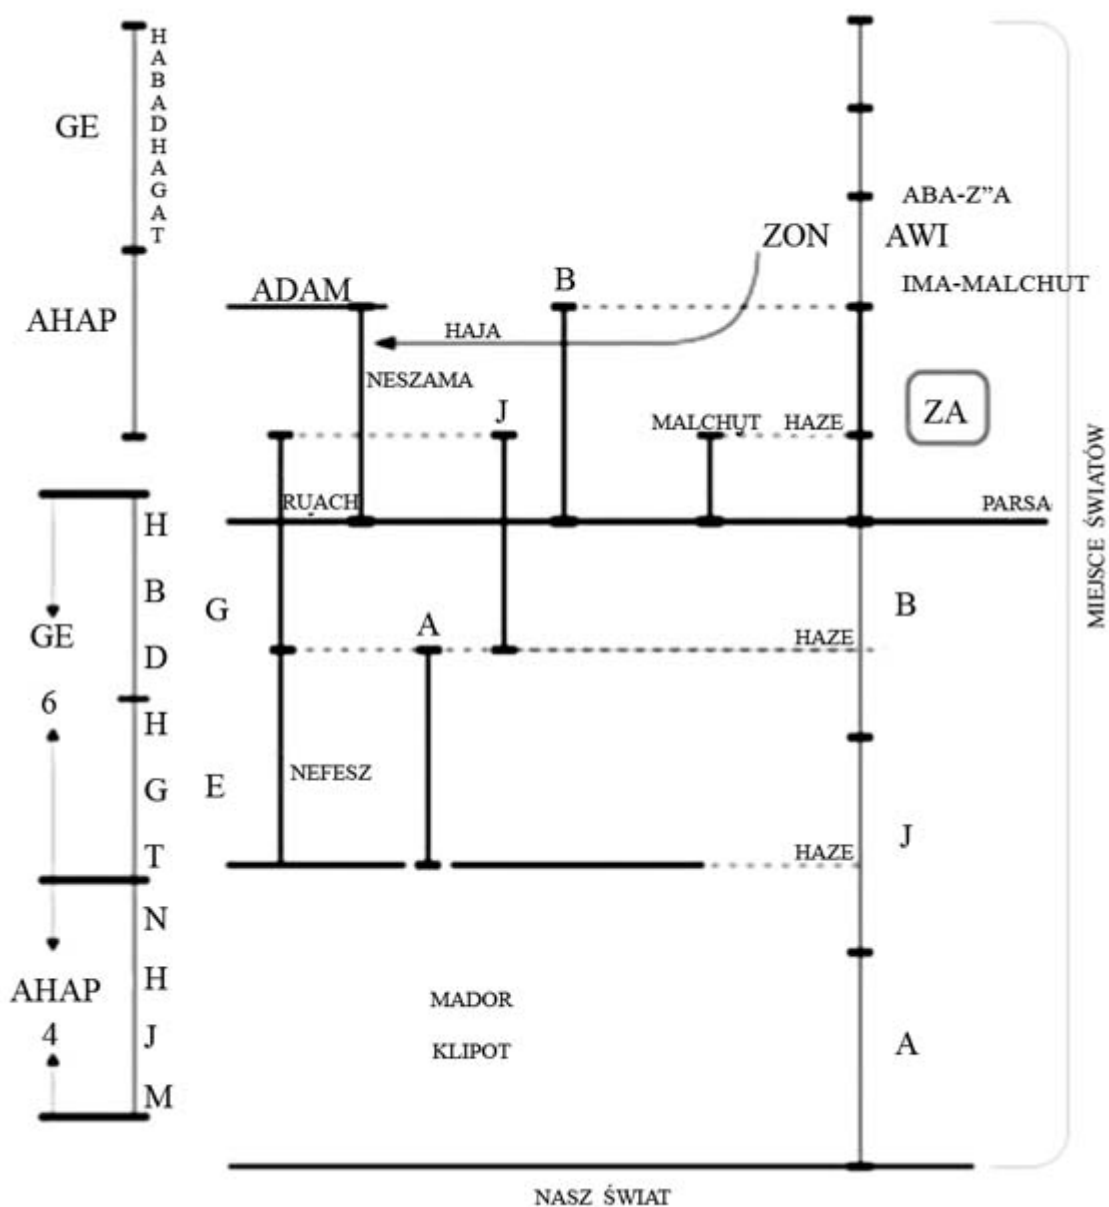 HABADHAGAT
GE
ABA-Z”A
ZON
AWI
B
IMA-MALCHUT
ADAM
AHAP
HAJA
NESZAMA
J
MALCHUT
HAZE
ZA
RUACH
PARSA
MIEJSCE ŚWIATÓW
H
B
D
H
G
T
N
H
J
M
GE
6
G
A
HAZE
B
E
NEFESZ
HAZE
J
AHAP
4
MADOR
KLIPOT
A
NASZ ŚWIAT